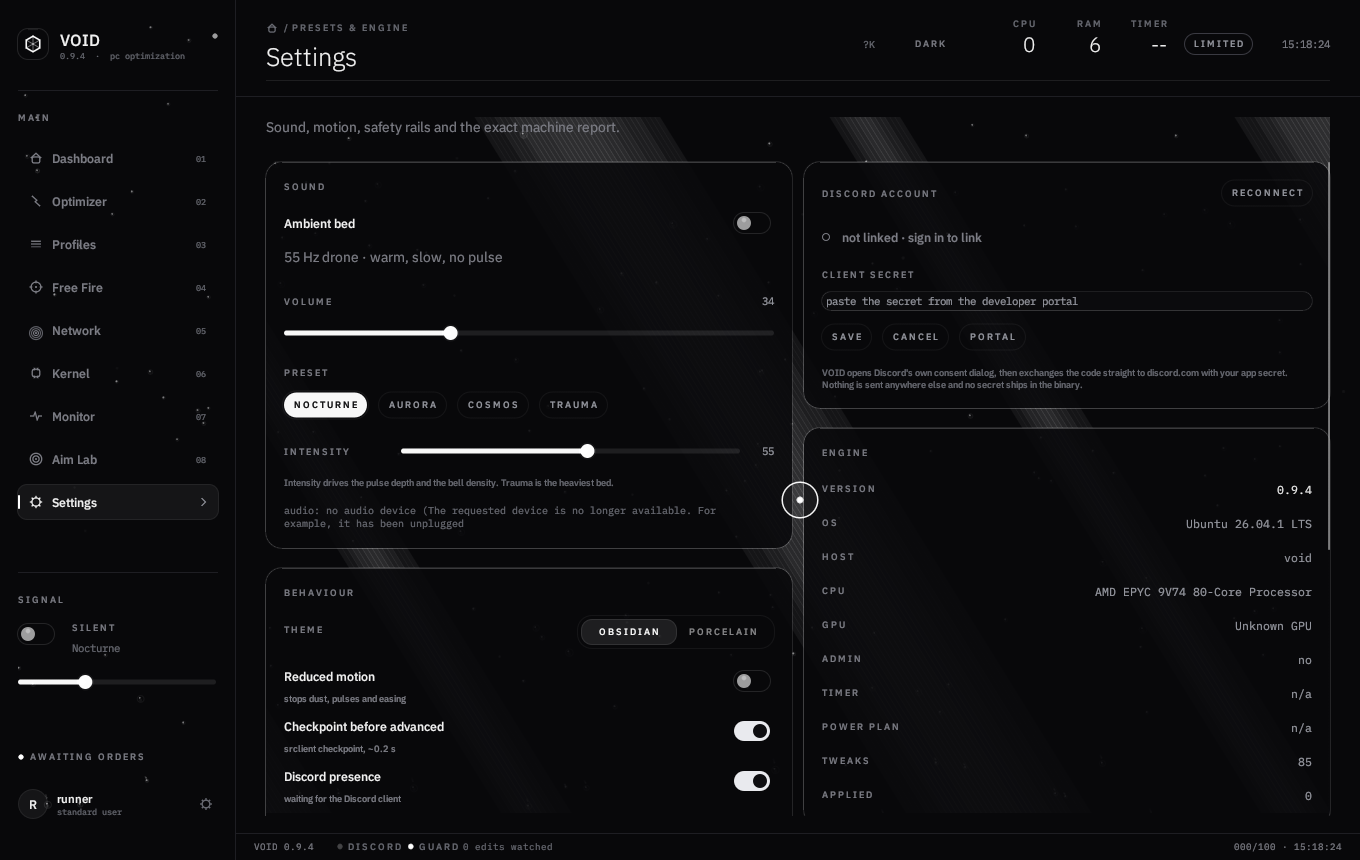 VOID
0.9.4 · pc optimization
MAIN
Dashboard 01
Optimizer 02
Profiles 03
Free Fire 04
Network 05
Kernel 06
Monitor 07
Aim Lab 08
Settings
SIGNAL
SILENT
Nocturne
AWAITING ORDERS
R
runner
standard user
/ PRESETS & ENGINE
Settings
?K
DARK
CPU
0
RAM
6
TIMER
--
LIMITED
15:18:24
Sound, motion, safety rails and the exact machine report.
SOUND
Ambient bed
55 Hz drone · warm, slow, no pulse
VOLUME 34
PRESET
NOCTURNE AURORA COSMOS TRAUMA
INTENSITY 55
Intensity drives the pulse depth and the bell density. Trauma is the heaviest bed.
audio: no audio device (The requested device is no longer available. For
example, it has been unplugged
BEHAVIOUR
THEME OBSIDIAN PORCELAIN
Reduced motion
stops dust, pulses and easing
Checkpoint before advanced
srclient checkpoint, ~0.2 s
Discord presence
waiting for the Discord client
DISCORD ACCOUNT RECONNECT
not linked · sign in to link
CLIENT SECRET
paste the secret from the developer portal
SAVE CANCEL PORTAL
VOID opens Discord's own consent dialog, then exchanges the code straight to discord.com with your app secret.
Nothing is sent anywhere else and no secret ships in the binary.
ENGINE
VERSION 0.9.4
OS Ubuntu 26.04.1 LTS
HOST void
CPU AMD EPYC 9V74 80-Core Processor
GPU Unknown GPU
ADMIN no
TIMER n/a
POWER PLAN n/a
TWEAKS 85
APPLIED 0
VOID 0.9.4 DISCORD GUARD 0 edits watched 000/100 · 15:18:24